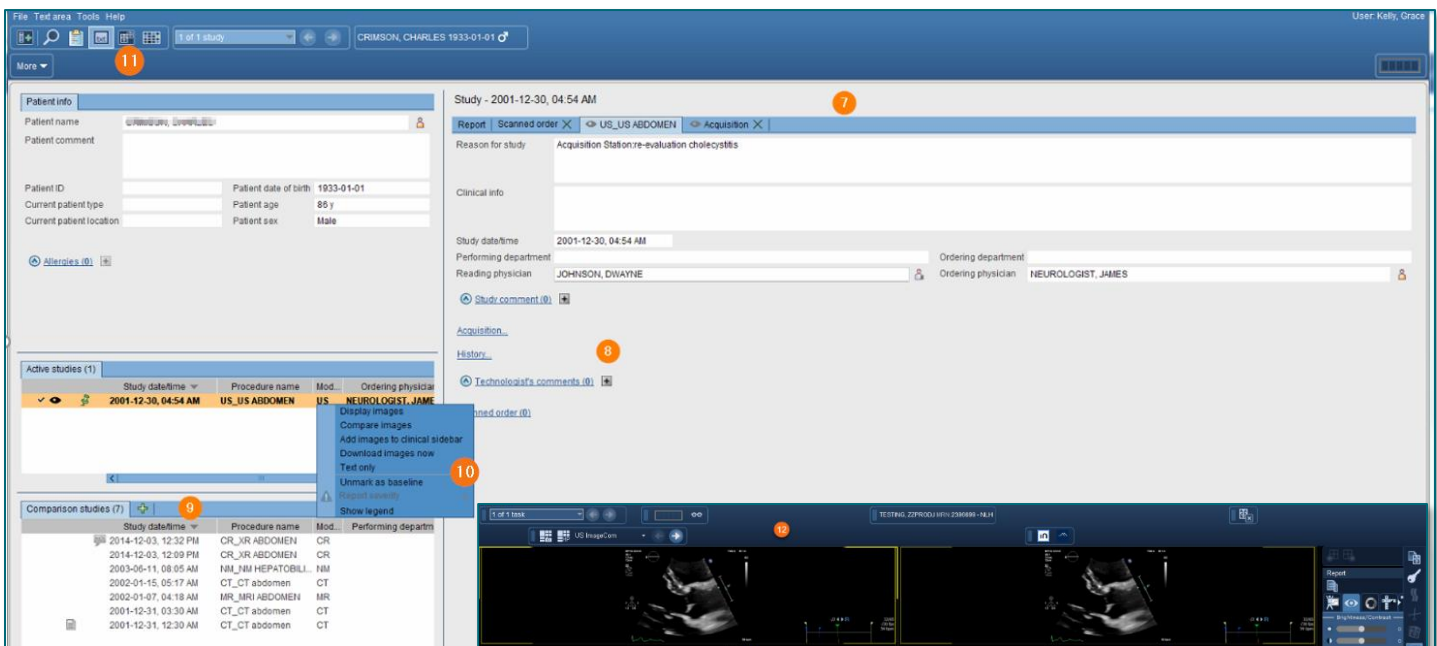 File Text area Tools Help
User: Kelly, Grace
1 of 1 study
CRIMSON, CHARLES 1933-01-01
11
More
Patient info
Patient name
Patient comment
Patient ID
Patient date of birth 1933-01-01
Current patient type
Patient age 86 y
Current patient location
Patient sex Male
Allergies (0)
Study - 2001-12-30, 04:54 AM
7
Report Scanned order US_US ABDOMEN Acquisition
Reason for study Acquisition Station:re-evaluation cholecystitis
Clinical info
Study date/time 2001-12-30, 04:54 AM
Performing department Ordering department
Reading physician JOHNSON, DWAYNE Ordering physician NEUROLOGIST, JAMES
Study comment (0)
Acquisition...
History...
8
Technologist's comments (0)
Active studies (1)
Study date/time Procedure name Mod... Ordering physician
2001-12-30, 04:54 AM US_US ABDOMEN US NEUROLOGIST, JAME
Display images
Compare images
Add images to clinical sidebar
Download images now
Text only
10
Unmark as baseline
Report severity
Show legend
Comparison studies (7)
9
Study date/time Procedure name Mod... Performing departm
2014-12-03, 12:32 PM CR_XR ABDOMEN CR
2014-12-03, 12:09 PM CR_XR ABDOMEN CR
2003-06-11, 08:05 AM NM_NM HEPATOBILI... NM
2002-01-15, 05:17 AM CT_CT abdomen CT
2002-01-07, 04:18 AM MR_MRI ABDOMEN MR
2001-12-31, 03:30 AM CT_CT abdomen CT
2001-12-31, 12:30 AM CT_CT abdomen CT
1 of 1 task
12
US ImageCom
Report
Brightness/Contrast